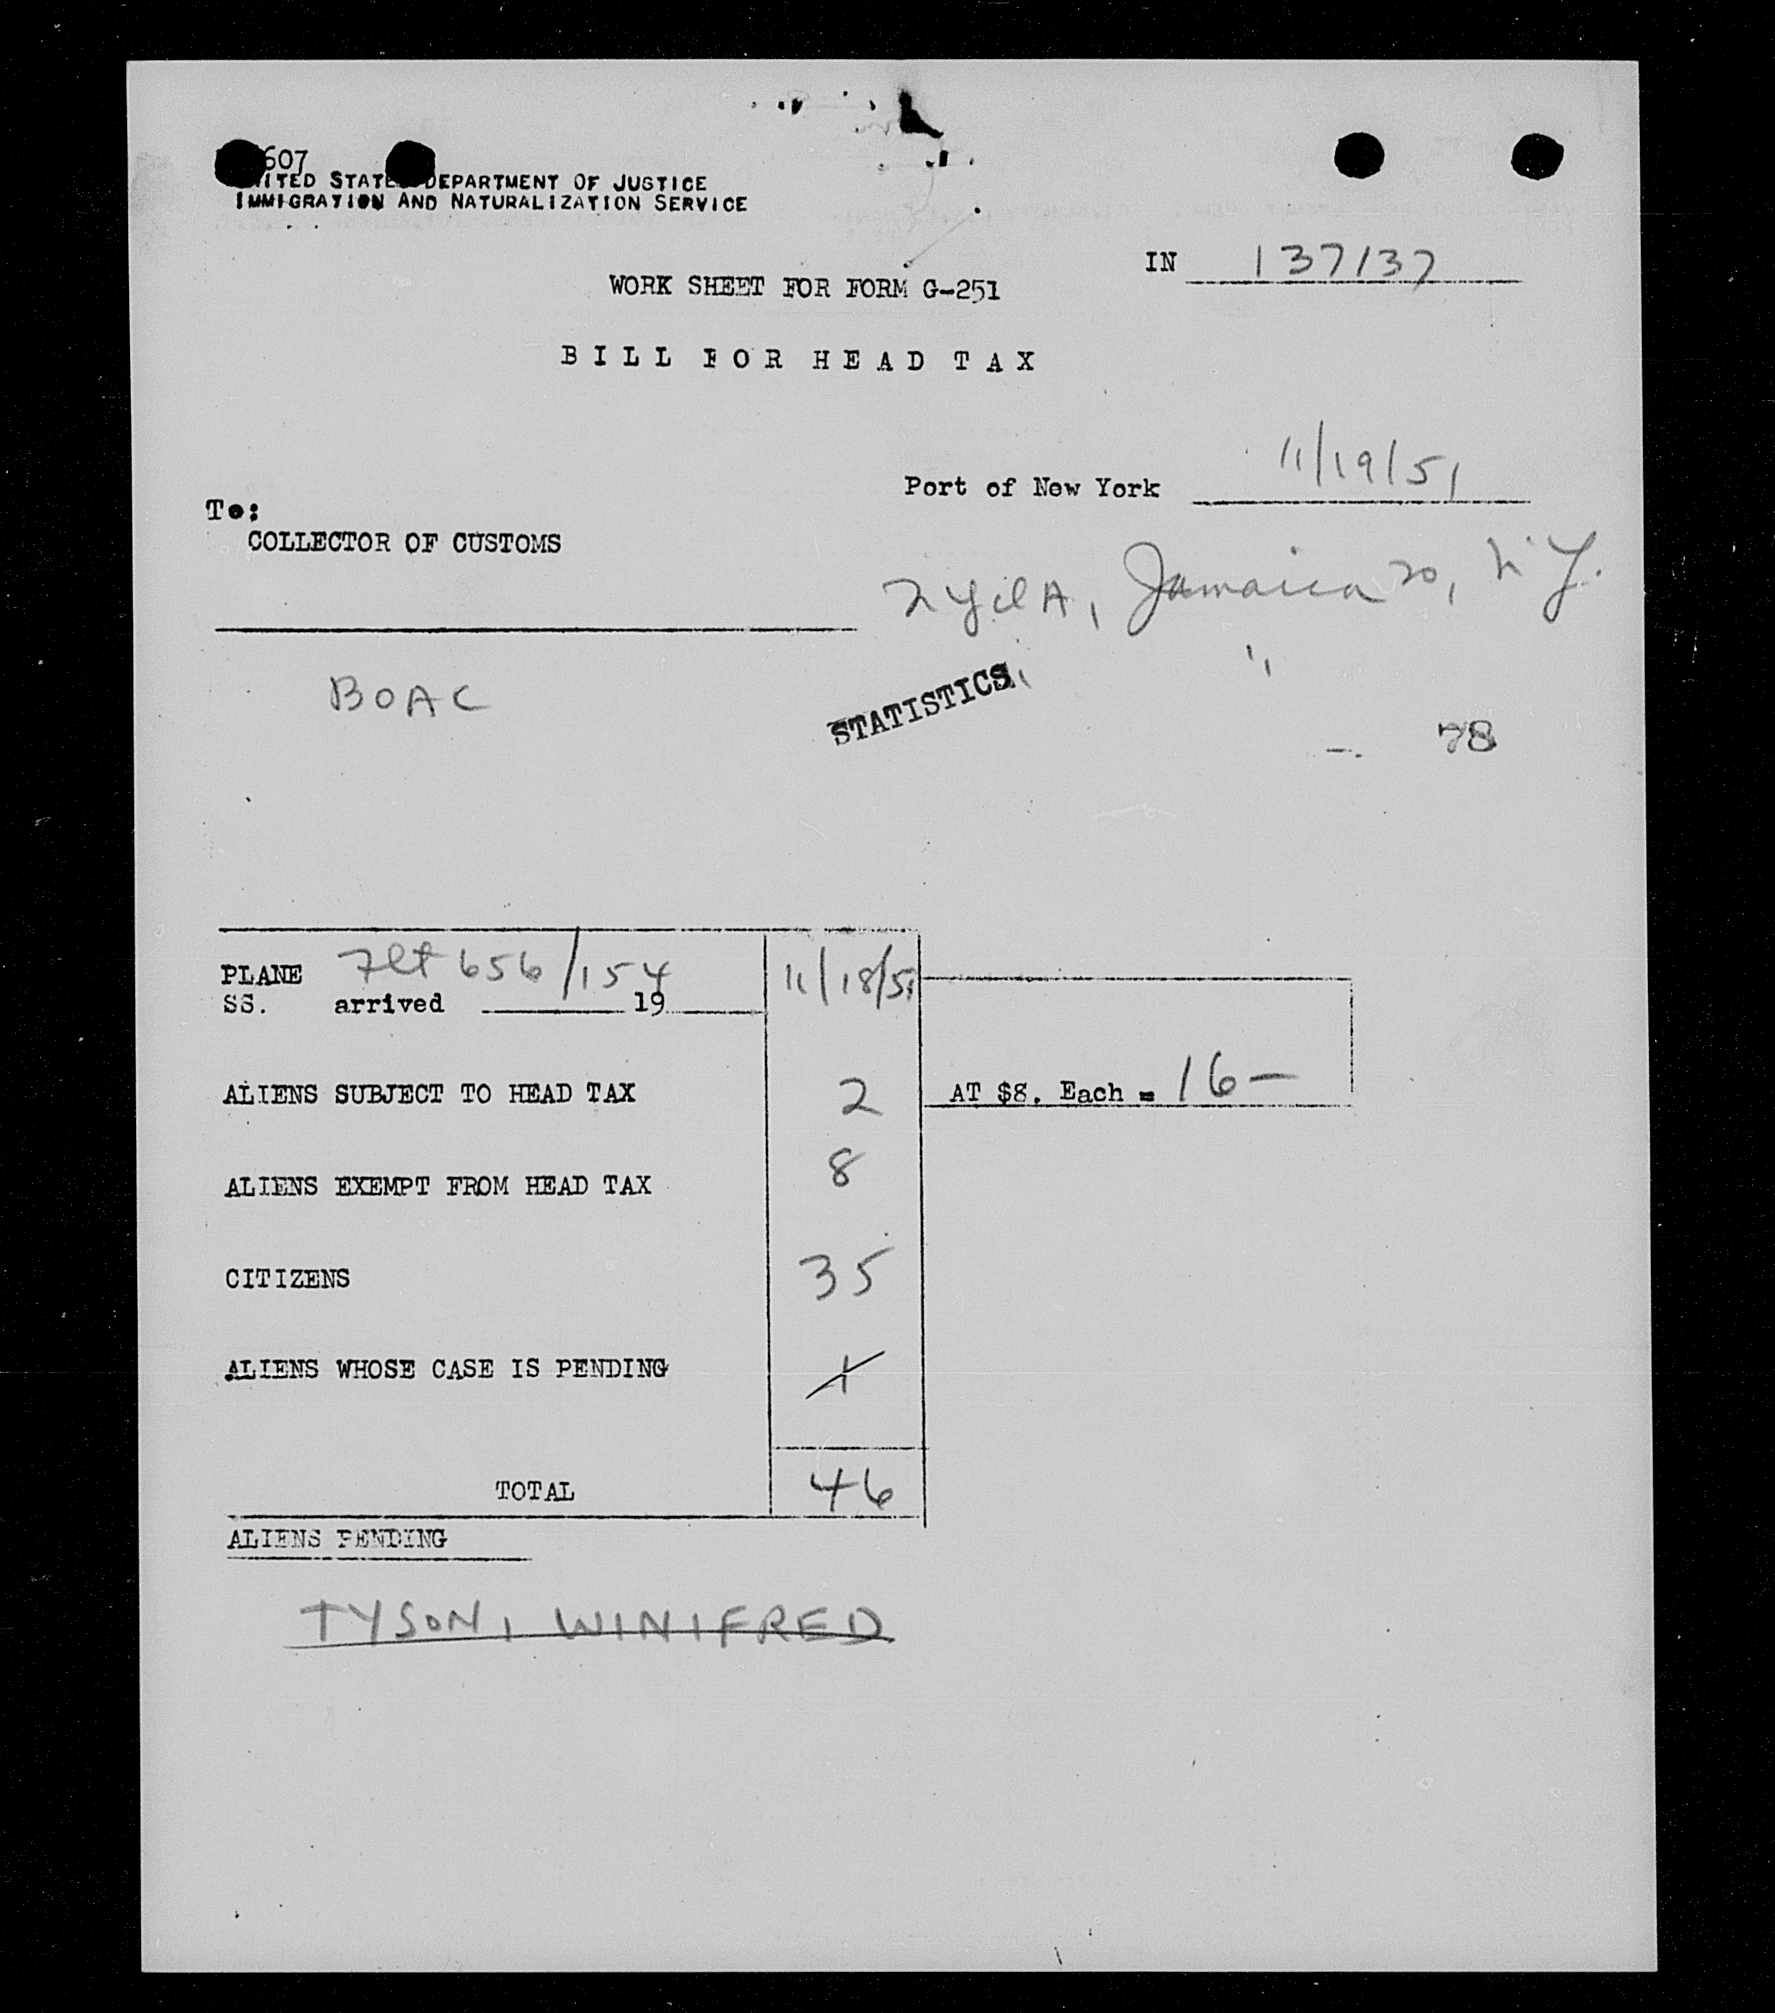 607
UNITED STATES DEPARTMENT OF JUSTICE
IMMIGRATION AND NATURALIZATION SERVICE
IN 137137
WORK SHEET FOR FORM G-251
BILL FOR HEAD TAX
Port of New York 11/19/51
To:
COLLECTOR OF CUSTOMS
NYIA, Jamaica 20, N.Y.
BOAC
STATISTICS
78
PLANE Flt 656/154 11/18/51
SS. arrived 19
ALIENS SUBJECT TO HEAD TAX 2 AT $8. Each = 16-
ALIENS EXEMPT FROM HEAD TAX 8
CITIZENS 35
ALIENS WHOSE CASE IS PENDING 1
TOTAL 46
ALIENS PENDING
TYSON, WINIFRED